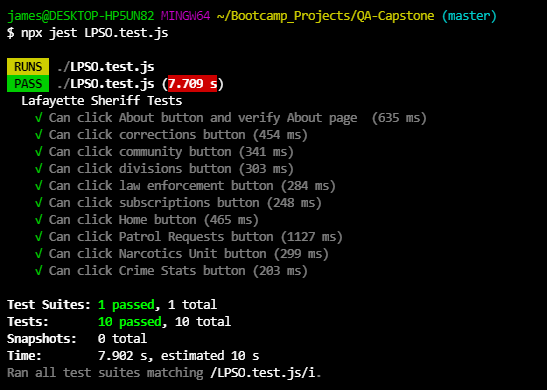 james@DESKTOP-HP5UN82 MINGW64 ~/Bootcamp_Projects/QA-Capstone (master)
$ npx jest LPSO.test.js
RUNS ./LPSO.test.js
PASS ./LPSO.test.js (7.709 s)
Lafayette Sheriff Tests
√ Can click About button and verify About page  (635 ms)
√ Can click corrections button (454 ms)
√ Can click community button (341 ms)
√ Can click divisions button (303 ms)
√ Can click law enforcement button (284 ms)
√ Can click subscriptions button (248 ms)
√ Can click Home button (465 ms)
√ Can click Patrol Requests button (1127 ms)
√ Can click Narcotics Unit button (299 ms)
√ Can click Crime Stats button (203 ms)
Test Suites: 1 passed, 1 total
Tests:       10 passed, 10 total
Snapshots:   0 total
Time:        7.902 s, estimated 10 s
Ran all test suites matching /LPSO.test.js/i.